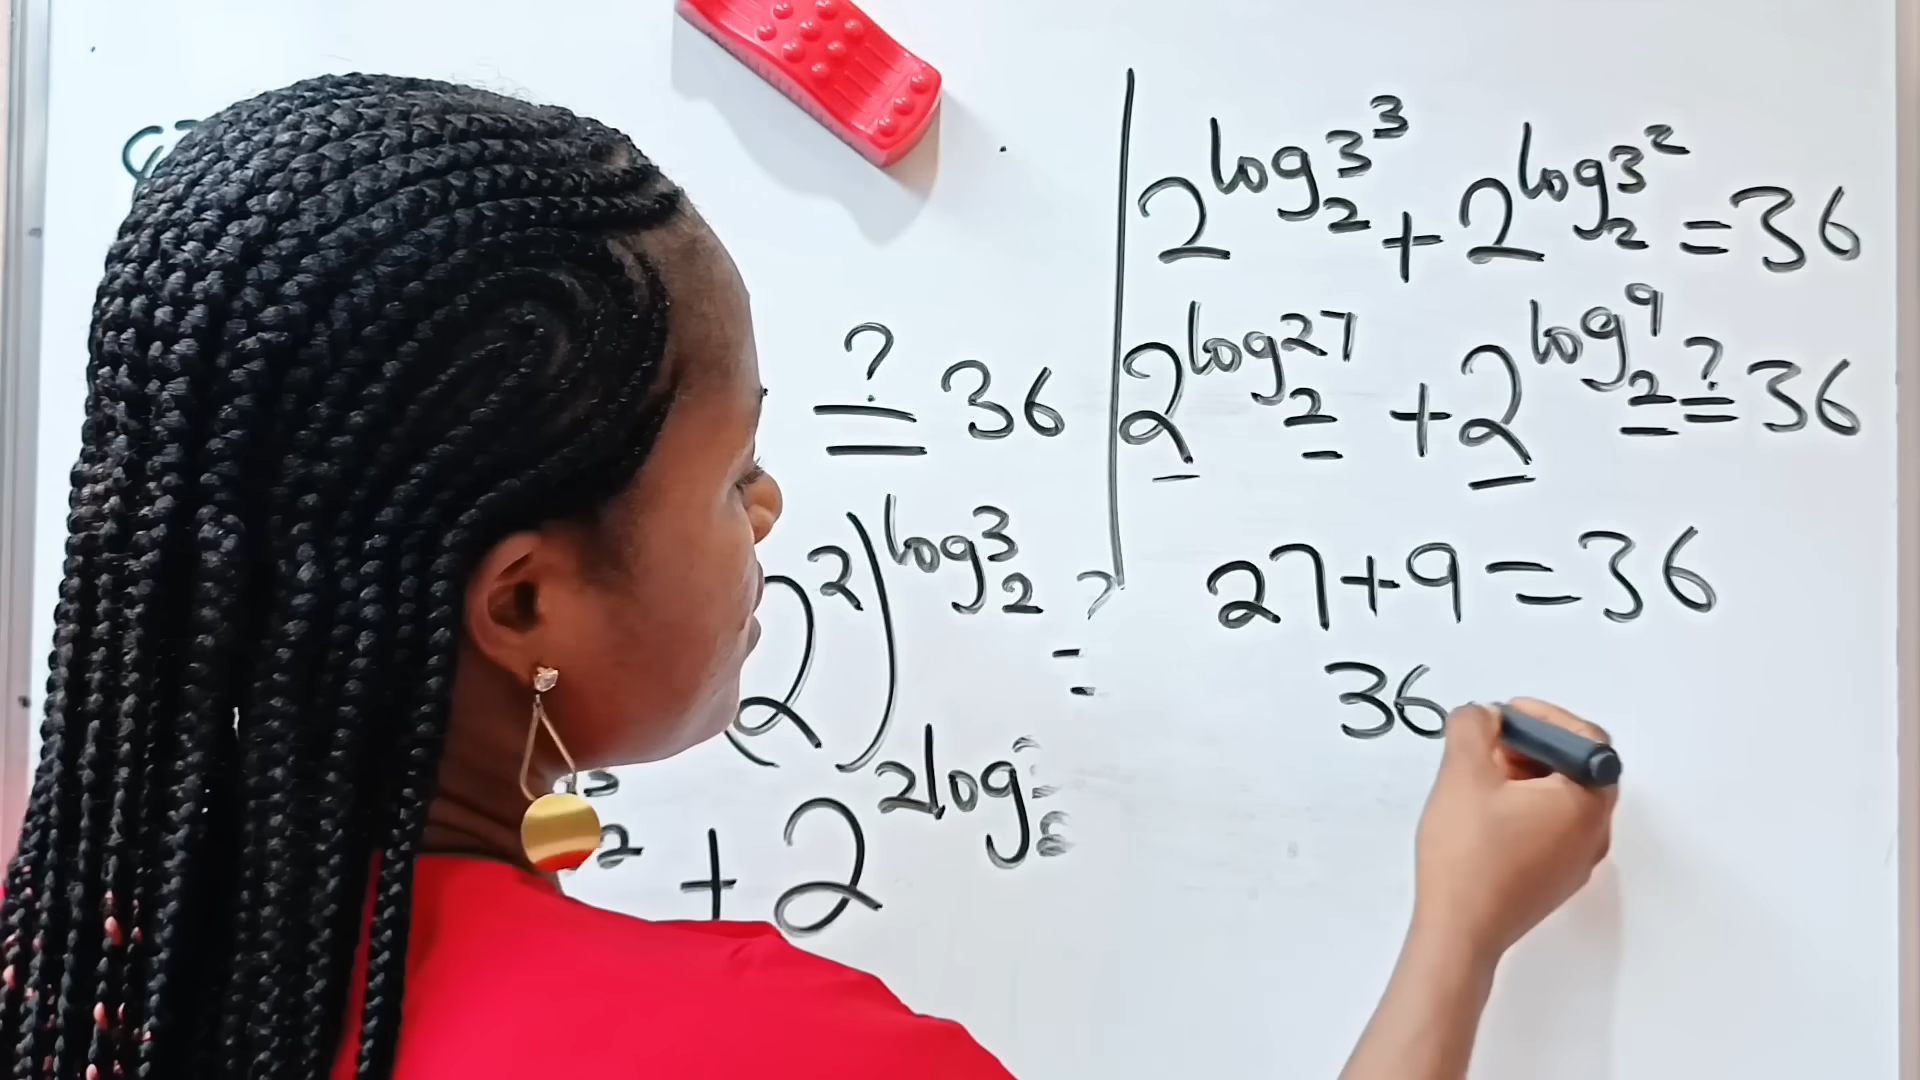 ? = 36
2²)^log₂3 = ?
2 + 2^2log
2^log₂3³ + 2^log₂3² = 36
2^log₂27 + 2^log₂9 ?= 36
27+9=36
36